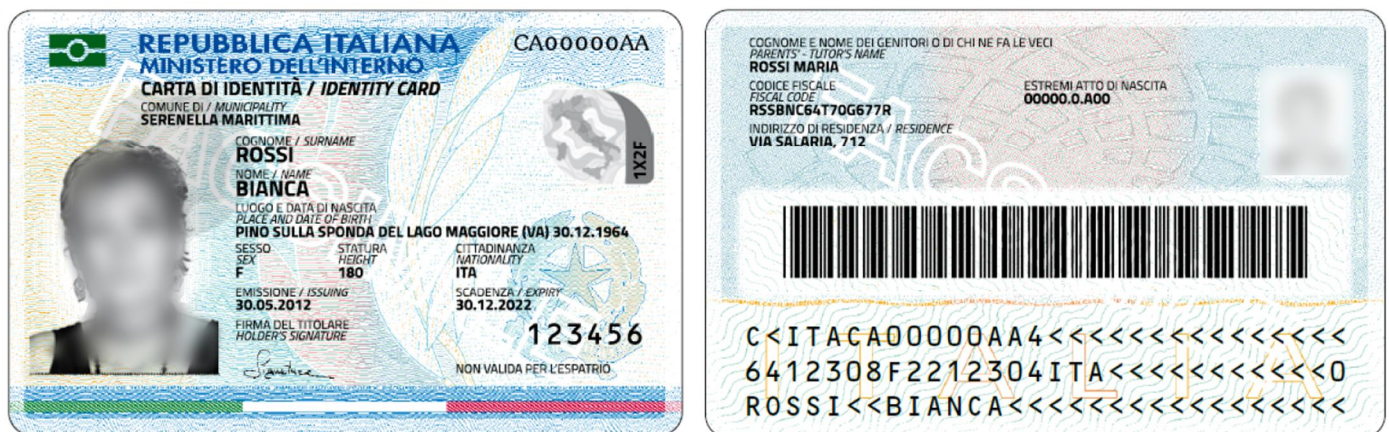 REPUBBLICA ITALIANA
CA00000AA
MINISTERO DELL'INTERNO
CARTA DI IDENTITÀ / IDENTITY CARD
COMUNE DI / MUNICIPALITY
SERENELLA MARITTIMA
COGNOME / SURNAME
ROSSI
NOME / NAME
BIANCA
1X2F
LUOGO E DATA DI NASCITA
PLACE AND DATE OF BIRTH
PINO SULLA SPONDA DEL LAGO MAGGIORE (VA) 30.12.1964
SESSO STATURA CITTADINANZA
SEX HEIGHT NATIONALITY
F 180 ITA
EMISSIONE / ISSUING SCADENZA / EXPIRY
30.05.2012 30.12.2022
FIRMA DEL TITOLARE
HOLDER'S SIGNATURE
123456
NON VALIDA PER L'ESPATRIO
COGNOME E NOME DEI GENITORI O DI CHI NE FA LE VECI
PARENTS' - TUTOR'S NAME
ROSSI MARIA
CODICE FISCALE ESTREMI ATTO DI NASCITA
FISCAL CODE 00000.0.A00
RSSBNC64T70G677R
INDIRIZZO DI RESIDENZA / RESIDENCE
VIA SALARIA, 712
C<ITACA00000AA4<<<<<<<<<<<<<<<
6412308F2212304ITA<<<<<<<<<<<0
ROSSI<<BIANCA<<<<<<<<<<<<<<<<<
ITALIA